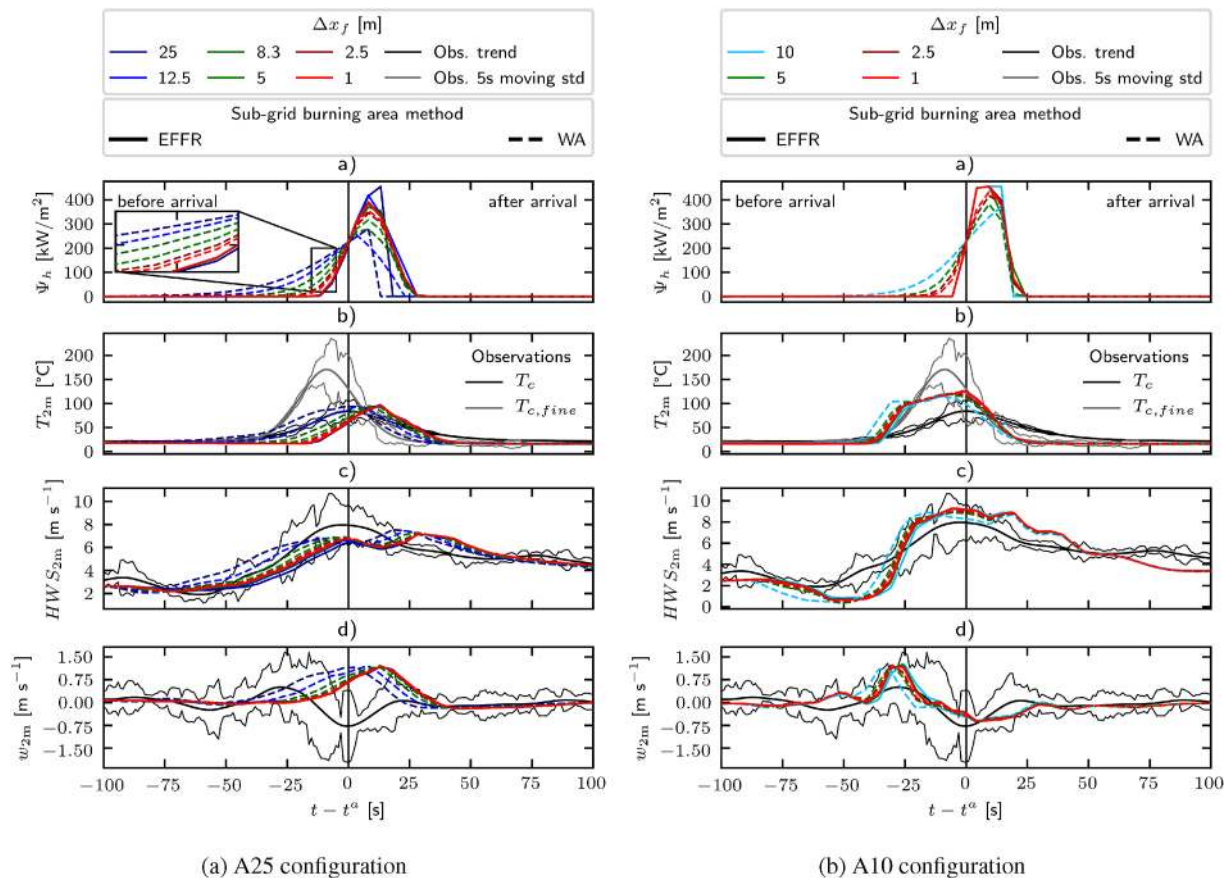 Δx_f [m]
25 8.3 2.5 Obs. trend
12.5 5 1 Obs. 5s moving std
Sub-grid burning area method
EFFR WA
a)
before arrival after arrival
Ψ_h [kW/m²]
400
300
200
100
0
b)
T_2m [°C]
200
150
100
50
0
Observations
T_c
T_c,fine
c)
HWS_2m [m s⁻¹]
10
8
6
4
2
d)
w_2m [m s⁻¹]
1.50
0.75
0.00
−0.75
−1.50
−100 −75 −50 −25 0 25 50 75 100
t − t^a [s]
(a) A25 configuration
Δx_f [m]
10 2.5 Obs. trend
5 1 Obs. 5s moving std
Sub-grid burning area method
EFFR WA
a)
before arrival after arrival
Ψ_h [kW/m²]
400
300
200
100
0
b)
T_2m [°C]
200
150
100
50
0
Observations
T_c
T_c,fine
c)
HWS_2m [m s⁻¹]
10
8
6
4
2
0
d)
w_2m [m s⁻¹]
1.50
0.75
0.00
−0.75
−1.50
−100 −75 −50 −25 0 25 50 75 100
t − t^a [s]
(b) A10 configuration